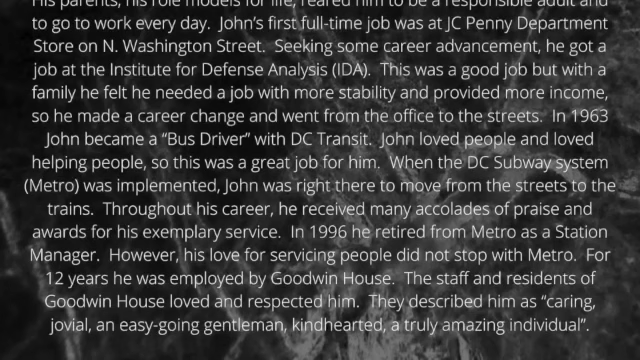 His parents, his role models for life, reared him to be a responsible adult and
to go to work every day.  John's first full-time job was at JC Penny Department
Store on N. Washington Street.  Seeking some career advancement, he got a
job at the Institute for Defense Analysis (IDA).  This was a good job but with a
family he felt he needed a job with more stability and provided more income,
so he made a career change and went from the office to the streets.  In 1963
John became a “Bus Driver” with DC Transit.  John loved people and loved
helping people, so this was a great job for him.  When the DC Subway system
(Metro) was implemented, John was right there to move from the streets to the
trains.  Throughout his career, he received many accolades of praise and
awards for his exemplary service.  In 1996 he retired from Metro as a Station
Manager.  However, his love for servicing people did not stop with Metro.  For
12 years he was employed by Goodwin House.  The staff and residents of
Goodwin House loved and respected him.  They described him as “caring,
jovial, an easy-going gentleman, kindhearted, a truly amazing individual”.